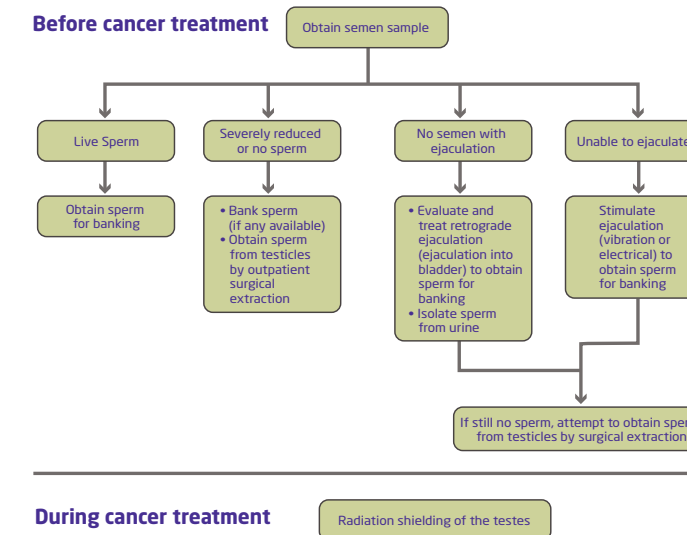 Before cancer treatment
Obtain semen sample
Live Sperm
Severely reduced
or no sperm
No semen with
ejaculation
Unable to ejaculate
Obtain sperm
for banking
• Bank sperm
(if any available)
• Obtain sperm
from testicles
by outpatient
surgical
extraction
• Evaluate and
treat retrograde
ejaculation
(ejaculation into
bladder) to obtain
sperm for
banking
• Isolate sperm
from urine
Stimulate
ejaculation
(vibration or
electrical) to
obtain sperm
for banking
If still no sperm, attempt to obtain
from testicles by surgical extraction
During cancer treatment
Radiation shielding of the testes